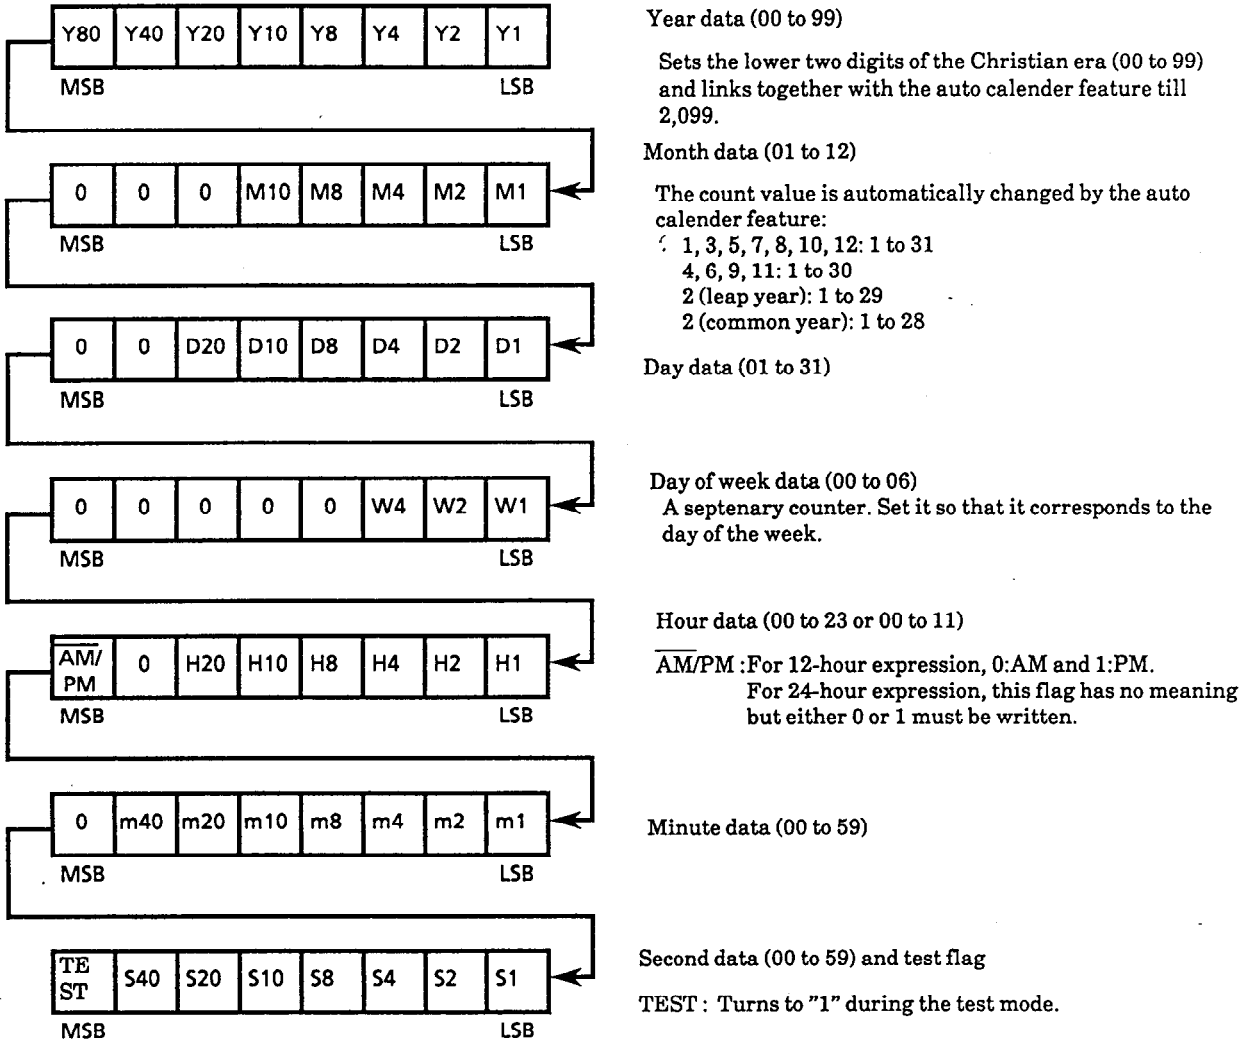 Y80 Y40 Y20 Y10 Y8 Y4 Y2 Y1
MSB LSB
Year data (00 to 99)
Sets the lower two digits of the Christian era (00 to 99)
and links together with the auto calender feature till
2,099.
0 0 0 M10 M8 M4 M2 M1
MSB LSB
Month data (01 to 12)
The count value is automatically changed by the auto
calender feature:
1, 3, 5, 7, 8, 10, 12: 1 to 31
4, 6, 9, 11: 1 to 30
2 (leap year): 1 to 29
2 (common year): 1 to 28
0 0 D20 D10 D8 D4 D2 D1
MSB LSB
Day data (01 to 31)
0 0 0 0 0 W4 W2 W1
MSB LSB
Day of week data (00 to 06)
A septenary counter. Set it so that it corresponds to the
day of the week.
A̅M̅/
PM 0 H20 H10 H8 H4 H2 H1
MSB LSB
Hour data (00 to 23 or 00 to 11)
A̅M̅/PM : For 12-hour expression, 0:AM and 1:PM.
For 24-hour expression, this flag has no meaning
but either 0 or 1 must be written.
0 m40 m20 m10 m8 m4 m2 m1
MSB LSB
Minute data (00 to 59)
TE
ST S40 S20 S10 S8 S4 S2 S1
MSB LSB
Second data (00 to 59) and test flag
TEST : Turns to "1" during the test mode.